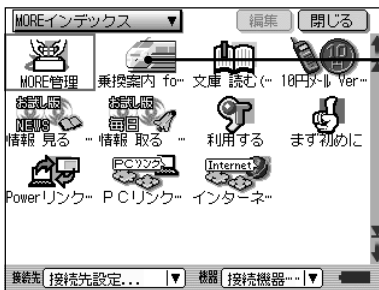 MOREインデックス ▼ 編集 閉じる
MORE管理 乗換案内 fo… 文庫 読む(… 10円メール Ver…
お試し版 NEWS お試し版 毎日
情報 見る … 情報 取る … 利用する まず初めに
PCリンク Internet
Powerリンク… PCリンク… インターネ…
接続先 接続先設定... ▼ 機器 接続機器… ▼